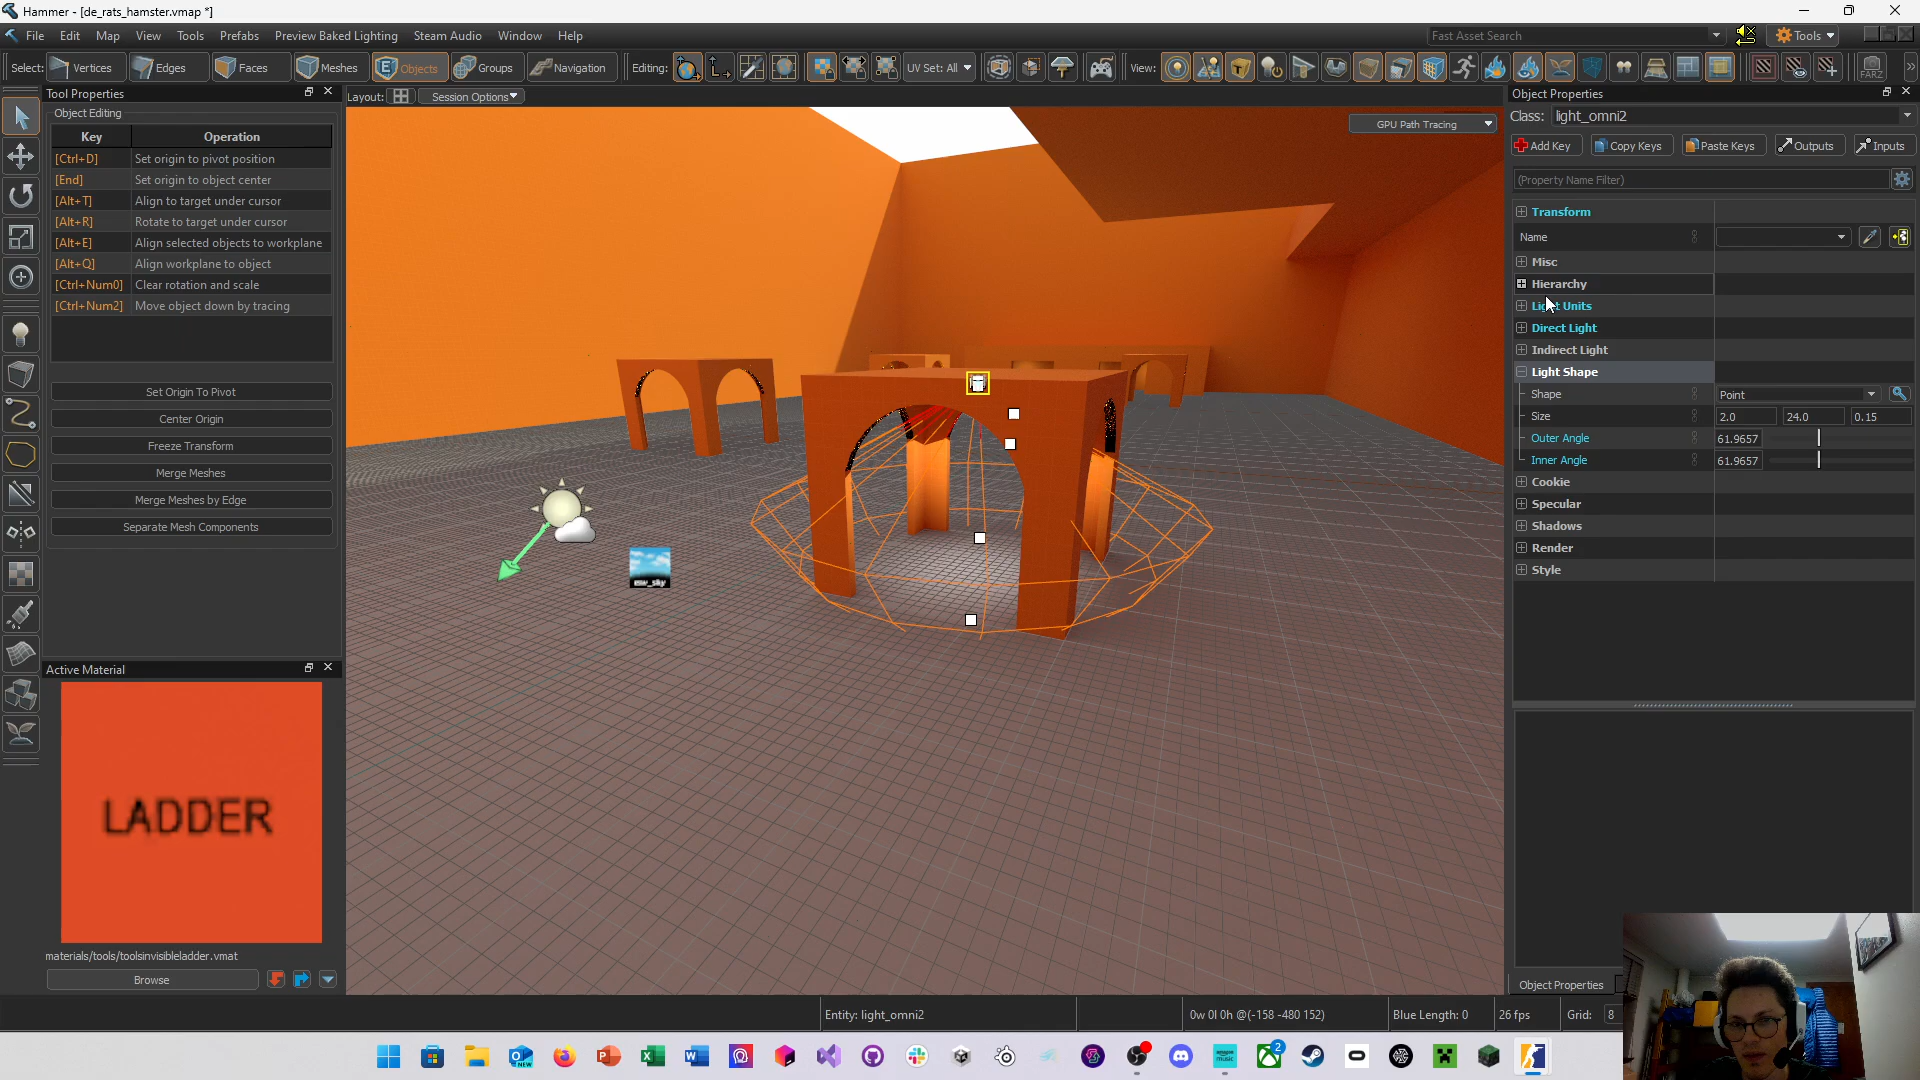 Hammer - [de_rats_hamster.vmap *]
File Edit Map View Tools Prefabs Preview Baked Lighting Steam Audio Window Help
Fast Asset Search
Tools
Select: Vertices Edges Faces Meshes Objects Groups Navigation Editing: UV Set: All View: FARZ
Tool Properties
Layout: Session Options
Object Editing
Key Operation
[Ctrl+D] Set origin to pivot position
[End] Set origin to object center
[Alt+T] Align to target under cursor
[Alt+R] Rotate to target under cursor
[Alt+E] Align selected objects to workplane
[Alt+Q] Align workplane to object
[Ctrl+Num0] Clear rotation and scale
[Ctrl+Num2] Move object down by tracing
Set Origin To Pivot
Center Origin
Freeze Transform
Merge Meshes
Merge Meshes by Edge
Separate Mesh Components
Active Material
LADDER
materials/tools/toolsinvisibleladder.vmat
Browse
GPU Path Tracing
Object Properties
Class: light_omni2
Add Key Copy Keys Paste Keys Outputs Inputs
(Property Name Filter)
Transform
Name
Misc
Hierarchy
Light Units
Direct Light
Indirect Light
Light Shape
Shape Point
Size 2.0 24.0 0.15
Outer Angle 61.9657
Inner Angle 61.9657
Cookie
Specular
Shadows
Render
Style
Object Properties
Entity: light_omni2
0w 0l 0h @(-158 -480 152)
Blue Length: 0
26 fps
Grid: 8
NEW
music
2